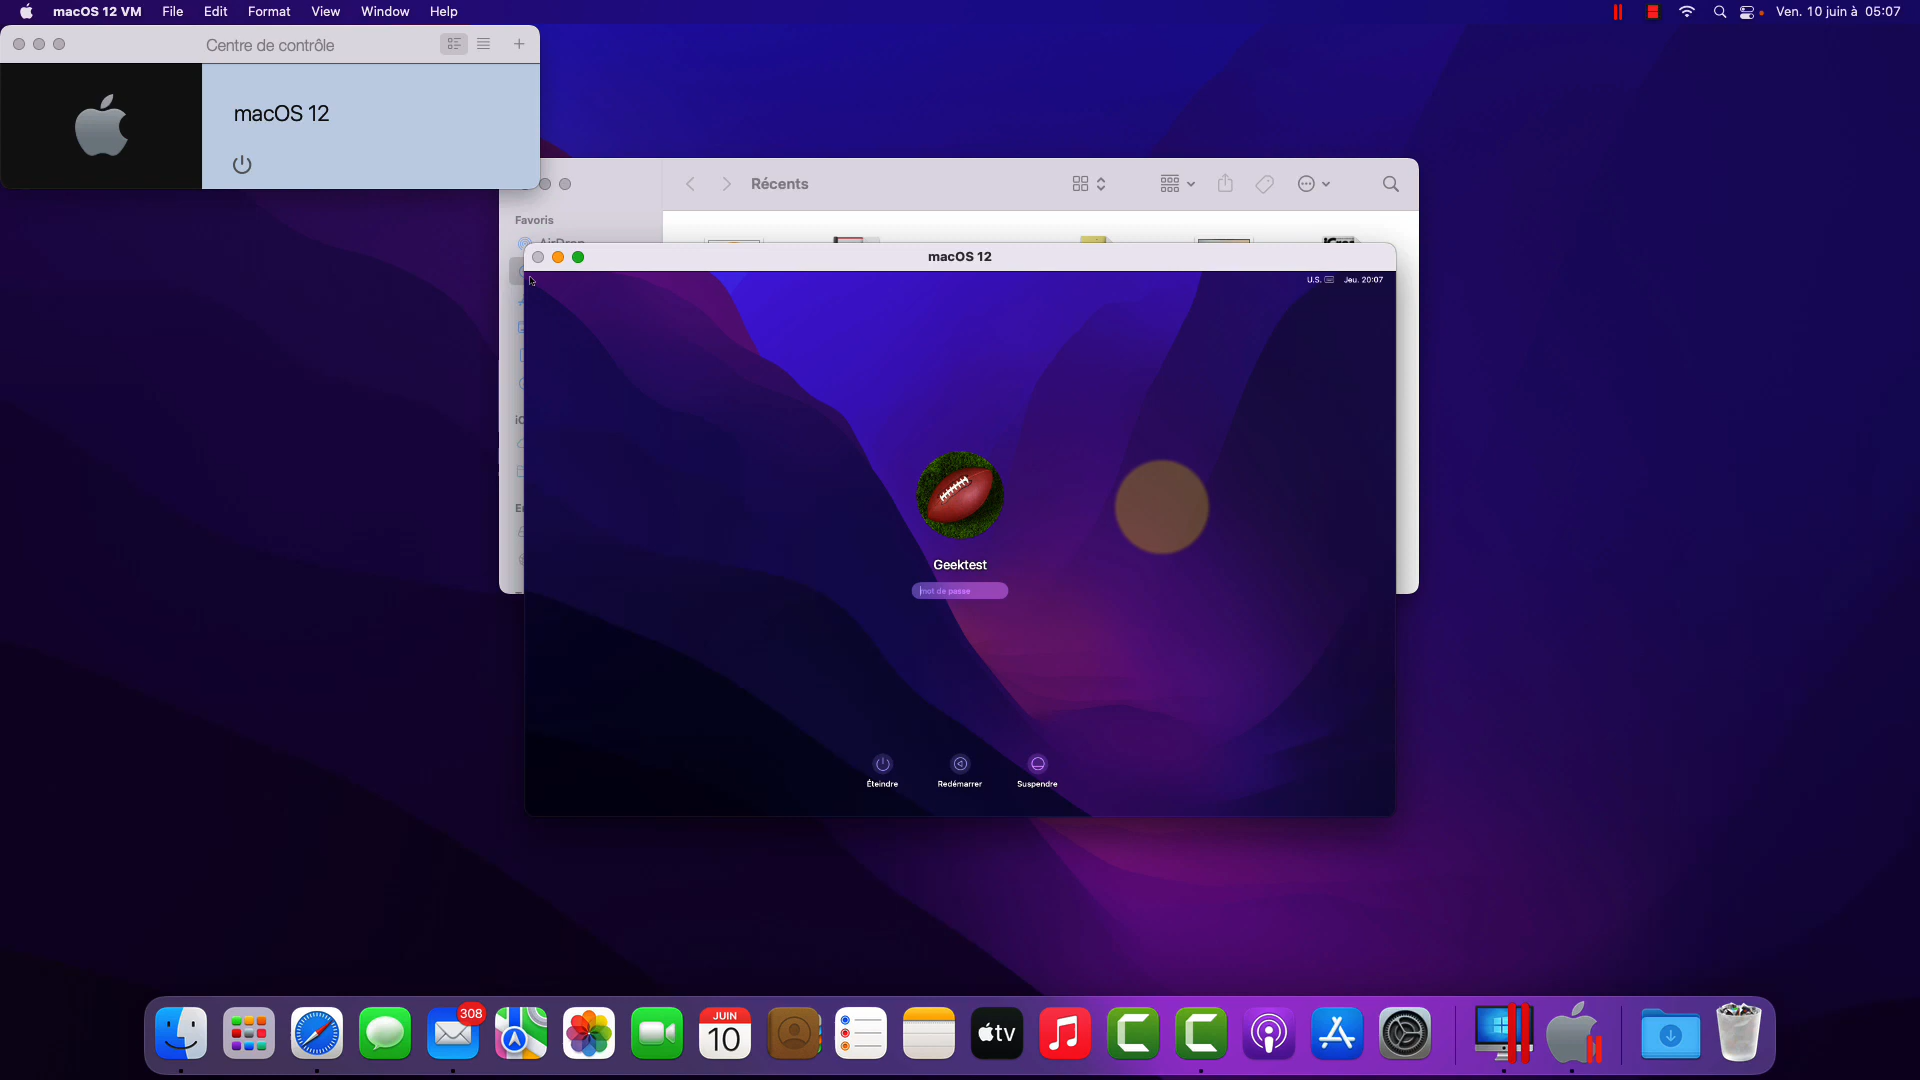 macOS 12 VM File Edit Format View Window Help
Ven. 10 juin à 05:07
Centre de contrôle
macOS 12
Récents
Favoris
AirDrop
macOS 12
U.S. Jeu. 20:07
Geektest
mot de passe
Éteindre Redémarrer Suspendre
308
JUIN
10
tv